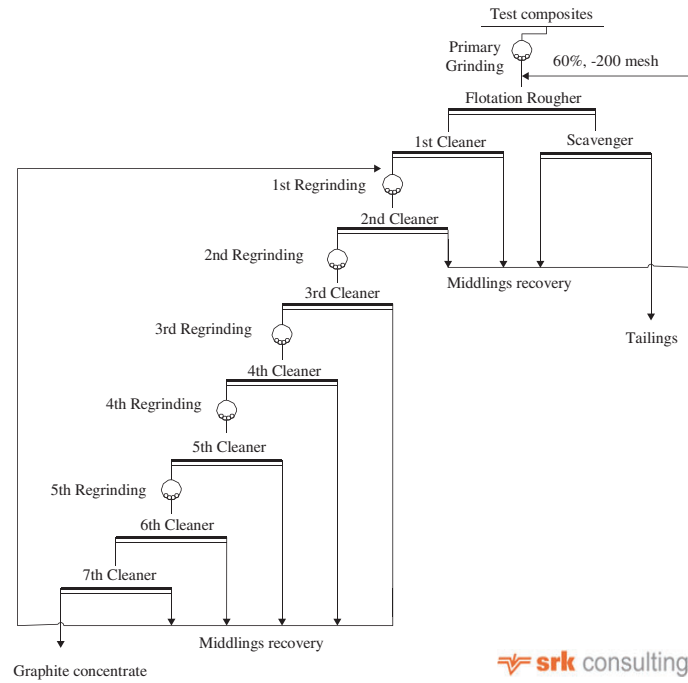 Test composites
Primary
Grinding
60%, -200 mesh
Flotation Rougher
1st Cleaner
Scavenger
1st Regrinding
2nd Cleaner
2nd Regrinding
Middlings recovery
3rd Cleaner
3rd Regrinding
Tailings
4th Cleaner
4th Regrinding
5th Cleaner
5th Regrinding
6th Cleaner
7th Cleaner
Middlings recovery
Graphite concentrate
srk consulting